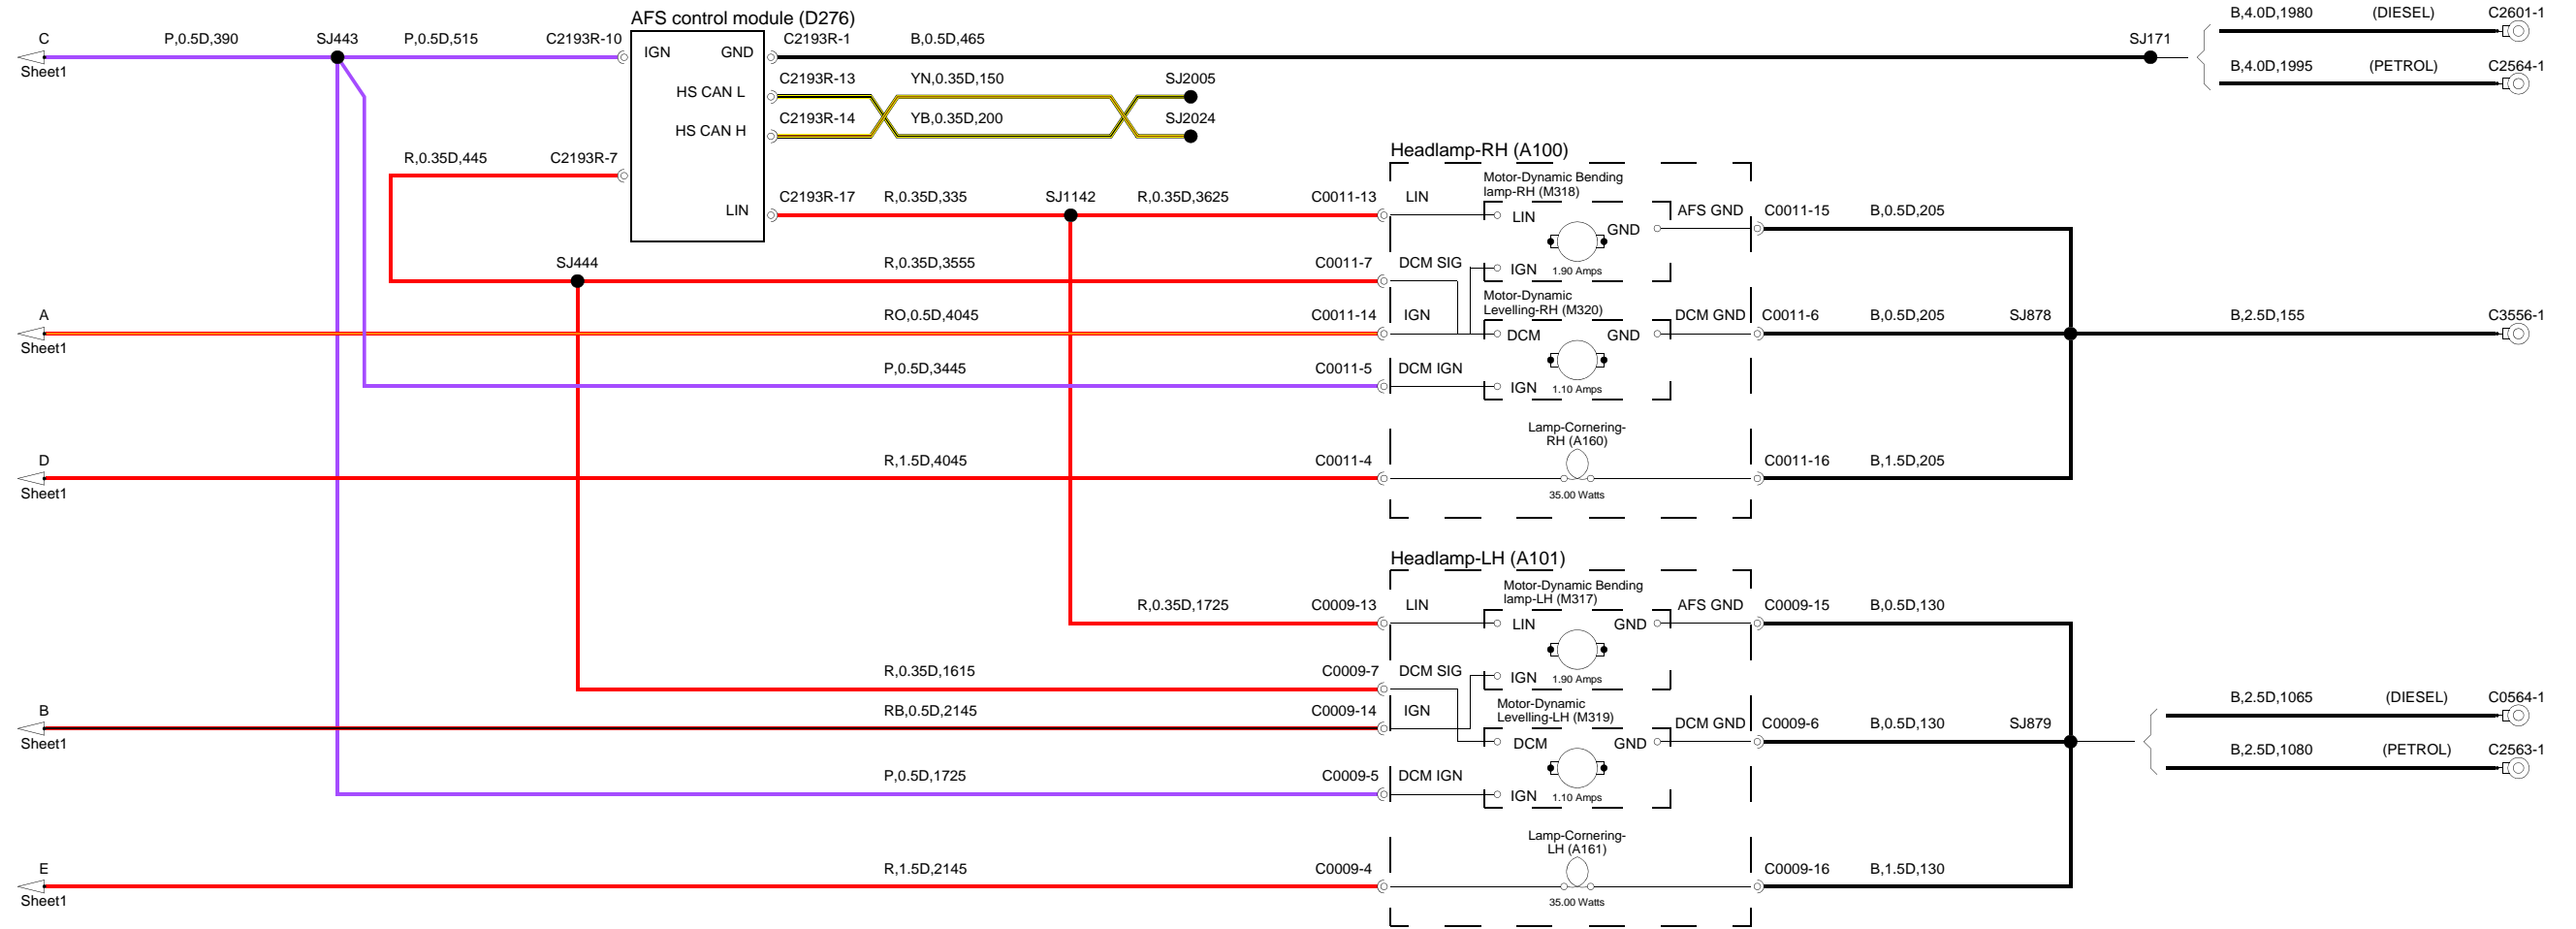 AFS control module (D276)
B,4.0D,1980 (DIESEL) C2601-1
C P,0.5D,390 SJ443 P,0.5D,515 C2193R-10 IGN GND C2193R-1 B,0.5D,465 SJ171
Sheet1
B,4.0D,1995 (PETROL) C2564-1
C2193R-13 YN,0.35D,150 SJ2005
HS CAN L
C2193R-14 YB,0.35D,200 SJ2024
HS CAN H
R,0.35D,445 C2193R-7
Headlamp-RH (A100)
Motor-Dynamic Bending
lamp-RH (M318)
LIN C2193R-17 R,0.35D,335 SJ1142 R,0.35D,3625 C0011-13 LIN
LIN GND AFS GND C0011-15 B,0.5D,205
SJ444 R,0.35D,3555 C0011-7 DCM SIG
IGN 1.90 Amps
Motor-Dynamic
Levelling-RH (M320)
A RO,0.5D,4045 C0011-14 IGN DCM GND C0011-6 B,0.5D,205 SJ878 B,2.5D,155 C3556-1
Sheet1
DCM GND
P,0.5D,3445 C0011-5 DCM IGN
IGN 1.10 Amps
Lamp-Cornering-
RH (A160)
D R,1.5D,4045 C0011-4 C0011-16 B,1.5D,205
Sheet1
35.00 Watts
Headlamp-LH (A101)
Motor-Dynamic Bending
lamp-LH (M317)
R,0.35D,1725 C0009-13 LIN AFS GND C0009-15 B,0.5D,130
LIN GND
R,0.35D,1615 C0009-7 DCM SIG
IGN 1.90 Amps
B,2.5D,1065 (DIESEL) C0564-1
Motor-Dynamic
Levelling-LH (M319)
B RB,0.5D,2145 C0009-14 IGN DCM GND C0009-6 B,0.5D,130 SJ879
Sheet1
DCM GND
B,2.5D,1080 (PETROL) C2563-1
P,0.5D,1725 C0009-5 DCM IGN
IGN 1.10 Amps
Lamp-Cornering-
LH (A161)
E R,1.5D,2145 C0009-4 C0009-16 B,1.5D,130
Sheet1
35.00 Watts